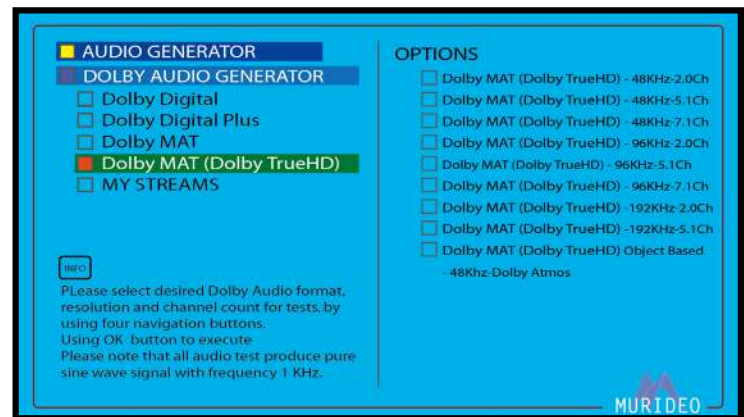 AUDIO GENERATOR
DOLBY AUDIO GENERATOR
Dolby Digital
Dolby Digital Plus
Dolby MAT
Dolby MAT (Dolby TrueHD)
MY STREAMS
INFO
PLease select desired Dolby Audio format,
resolution and channel count for tests, by
using four navigation buttons.
Using OK button to execute
Please note that all audio test produce pure
sine wave signal with frequency 1 KHz.
OPTIONS
Dolby MAT (Dolby TrueHD) - 48KHz-2.0Ch
Dolby MAT (Dolby TrueHD) - 48KHz-5.1Ch
Dolby MAT (Dolby TrueHD) - 48KHz-7.1Ch
Dolby MAT (Dolby TrueHD) - 96KHz-2.0Ch
Dolby MAT (Dolby TrueHD) - 96KHz-5.1Ch
Dolby MAT (Dolby TrueHD) - 96KHz-7.1Ch
Dolby MAT (Dolby TrueHD) -192KHz-2.0Ch
Dolby MAT (Dolby TrueHD) -192KHz-5.1Ch
Dolby MAT (Dolby TrueHD) Object Based
- 48Khz-Dolby Atmos
MURIDEO